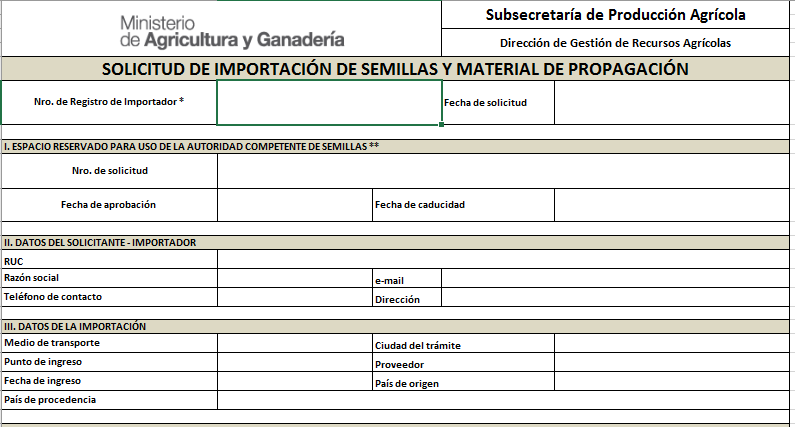 Ministerio
de Agricultura y Ganadería
Subsecretaría de Producción Agrícola
Dirección de Gestión de Recursos Agrícolas
SOLICITUD DE IMPORTACIÓN DE SEMILLAS Y MATERIAL DE PROPAGACIÓN
Nro. de Registro de Importador *
Fecha de solicitud
I. ESPACIO RESERVADO PARA USO DE LA AUTORIDAD COMPETENTE DE SEMILLAS **
Nro. de solicitud
Fecha de aprobación
Fecha de caducidad
II. DATOS DEL SOLICITANTE - IMPORTADOR
RUC
Razón social
e-mail
Teléfono de contacto
Dirección
III. DATOS DE LA IMPORTACIÓN
Medio de transporte
Ciudad del trámite
Punto de ingreso
Proveedor
Fecha de ingreso
País de origen
País de procedencia